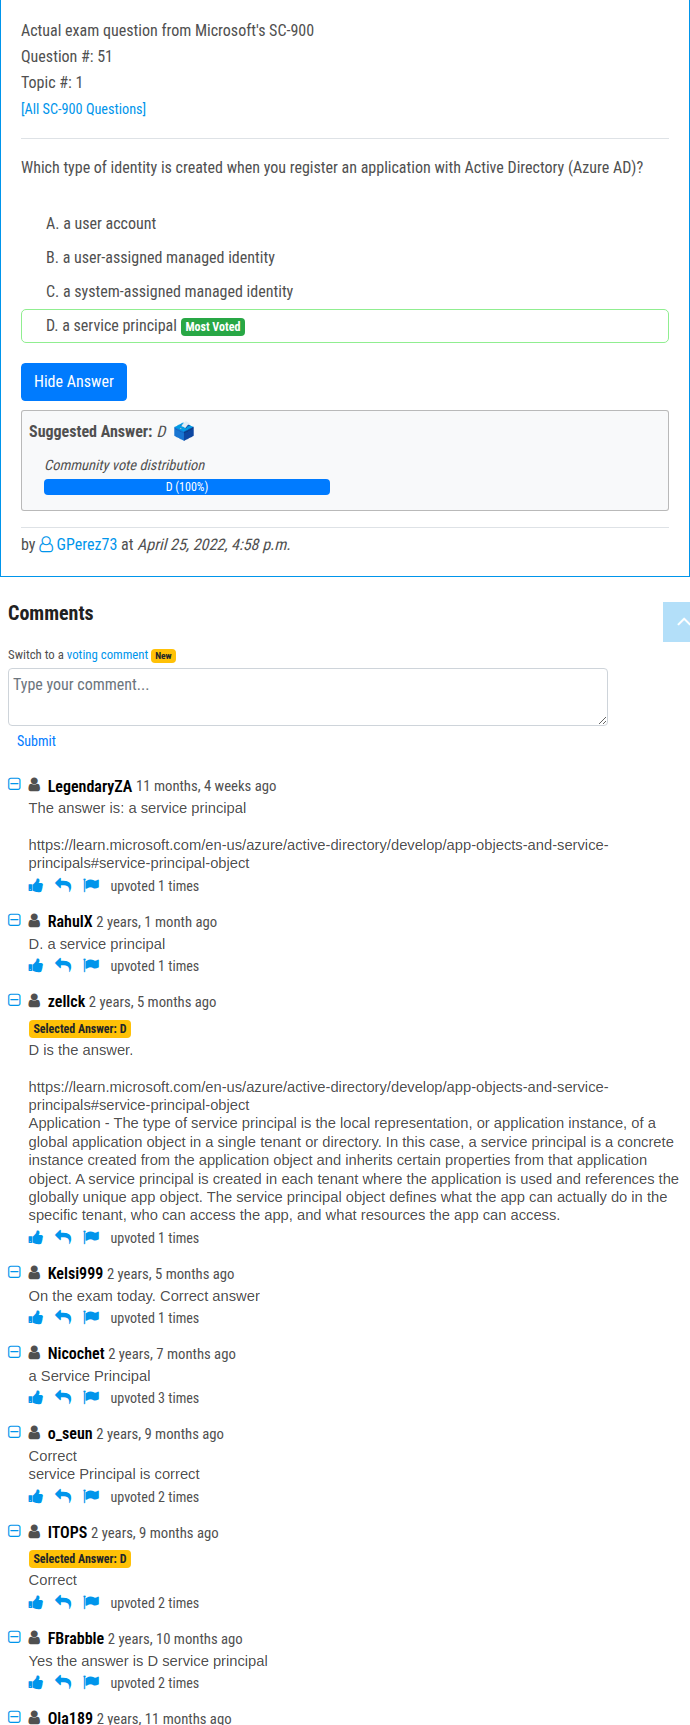 Actual exam question from Microsoft's SC-900
Question #: 51
Topic #: 1
[All SC-900 Questions]
Which type of identity is created when you register an application with Active Directory (Azure AD)?
A. a user account
B. a user-assigned managed identity
C. a system-assigned managed identity
D. a service principal Most Voted
Hide Answer
Suggested Answer: D
Community vote distribution
D (100%)
by GPerez73 at April 25, 2022, 4:58 p.m.
Comments
Switch to a voting comment New
Type your comment...
Submit
LegendaryZA 11 months, 4 weeks ago
The answer is: a service principal
https://learn.microsoft.com/en-us/azure/active-directory/develop/app-objects-and-service-
principals#service-principal-object
upvoted 1 times
RahulX 2 years, 1 month ago
D. a service principal
upvoted 1 times
zellck 2 years, 5 months ago
Selected Answer: D
D is the answer.
https://learn.microsoft.com/en-us/azure/active-directory/develop/app-objects-and-service-
principals#service-principal-object
Application - The type of service principal is the local representation, or application instance, of a
global application object in a single tenant or directory. In this case, a service principal is a concrete
instance created from the application object and inherits certain properties from that application
object. A service principal is created in each tenant where the application is used and references the
globally unique app object. The service principal object defines what the app can actually do in the
specific tenant, who can access the app, and what resources the app can access.
upvoted 1 times
Kelsi999 2 years, 5 months ago
On the exam today. Correct answer
upvoted 1 times
Nicochet 2 years, 7 months ago
a Service Principal
upvoted 3 times
o_seun 2 years, 9 months ago
Correct
service Principal is correct
upvoted 2 times
ITOPS 2 years, 9 months ago
Selected Answer: D
Correct
upvoted 2 times
FBrabble 2 years, 10 months ago
Yes the answer is D service principal
upvoted 2 times
Ola189 2 years, 11 months ago